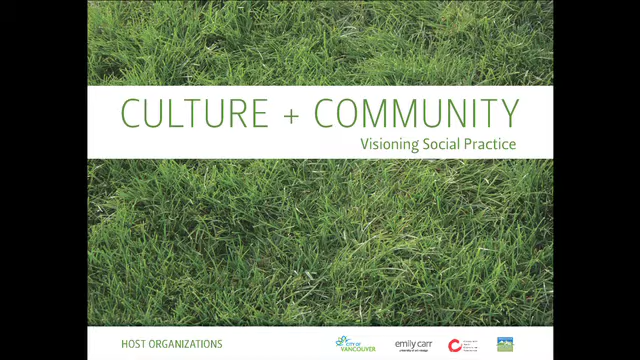 CULTURE + COMMUNITY
Visioning Social Practice
HOST ORGANIZATIONS
CITY OF
VANCOUVER
emily carr